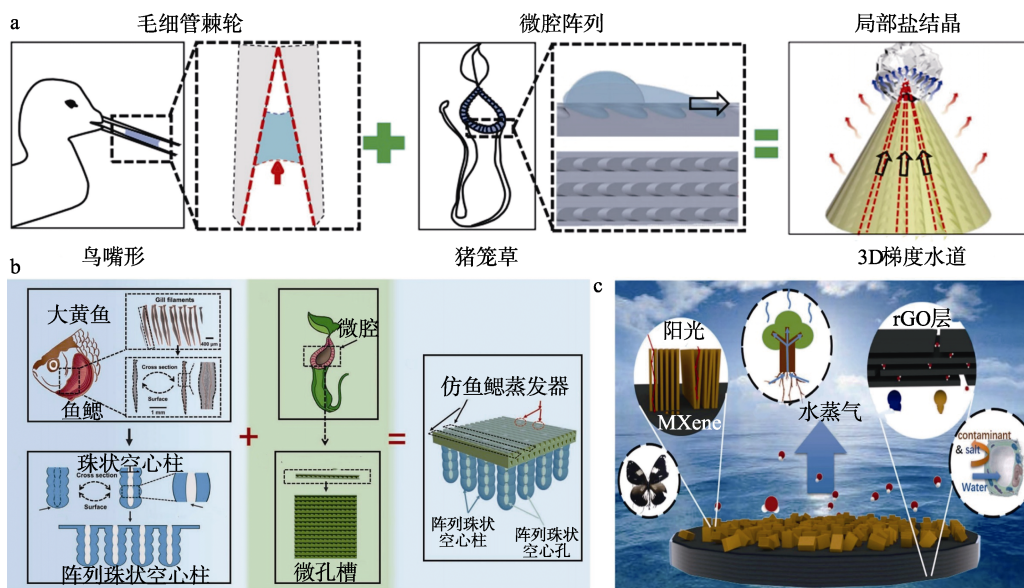 a
毛细管棘轮
微腔阵列
局部盐结晶
鸟嘴形
猪笼草
3D梯度水道
b
大黄鱼
Gill filaments
400 μm
Cross section
Surface
1 mm
鱼鳃
珠状空心柱
Cross section
Surface
阵列珠状空心柱
微腔
微孔槽
仿鱼鳃蒸发器
阵列珠状
空心柱
阵列珠状
空心孔
c
阳光
MXene
水蒸气
rGO层
contaminant
& salt
Water